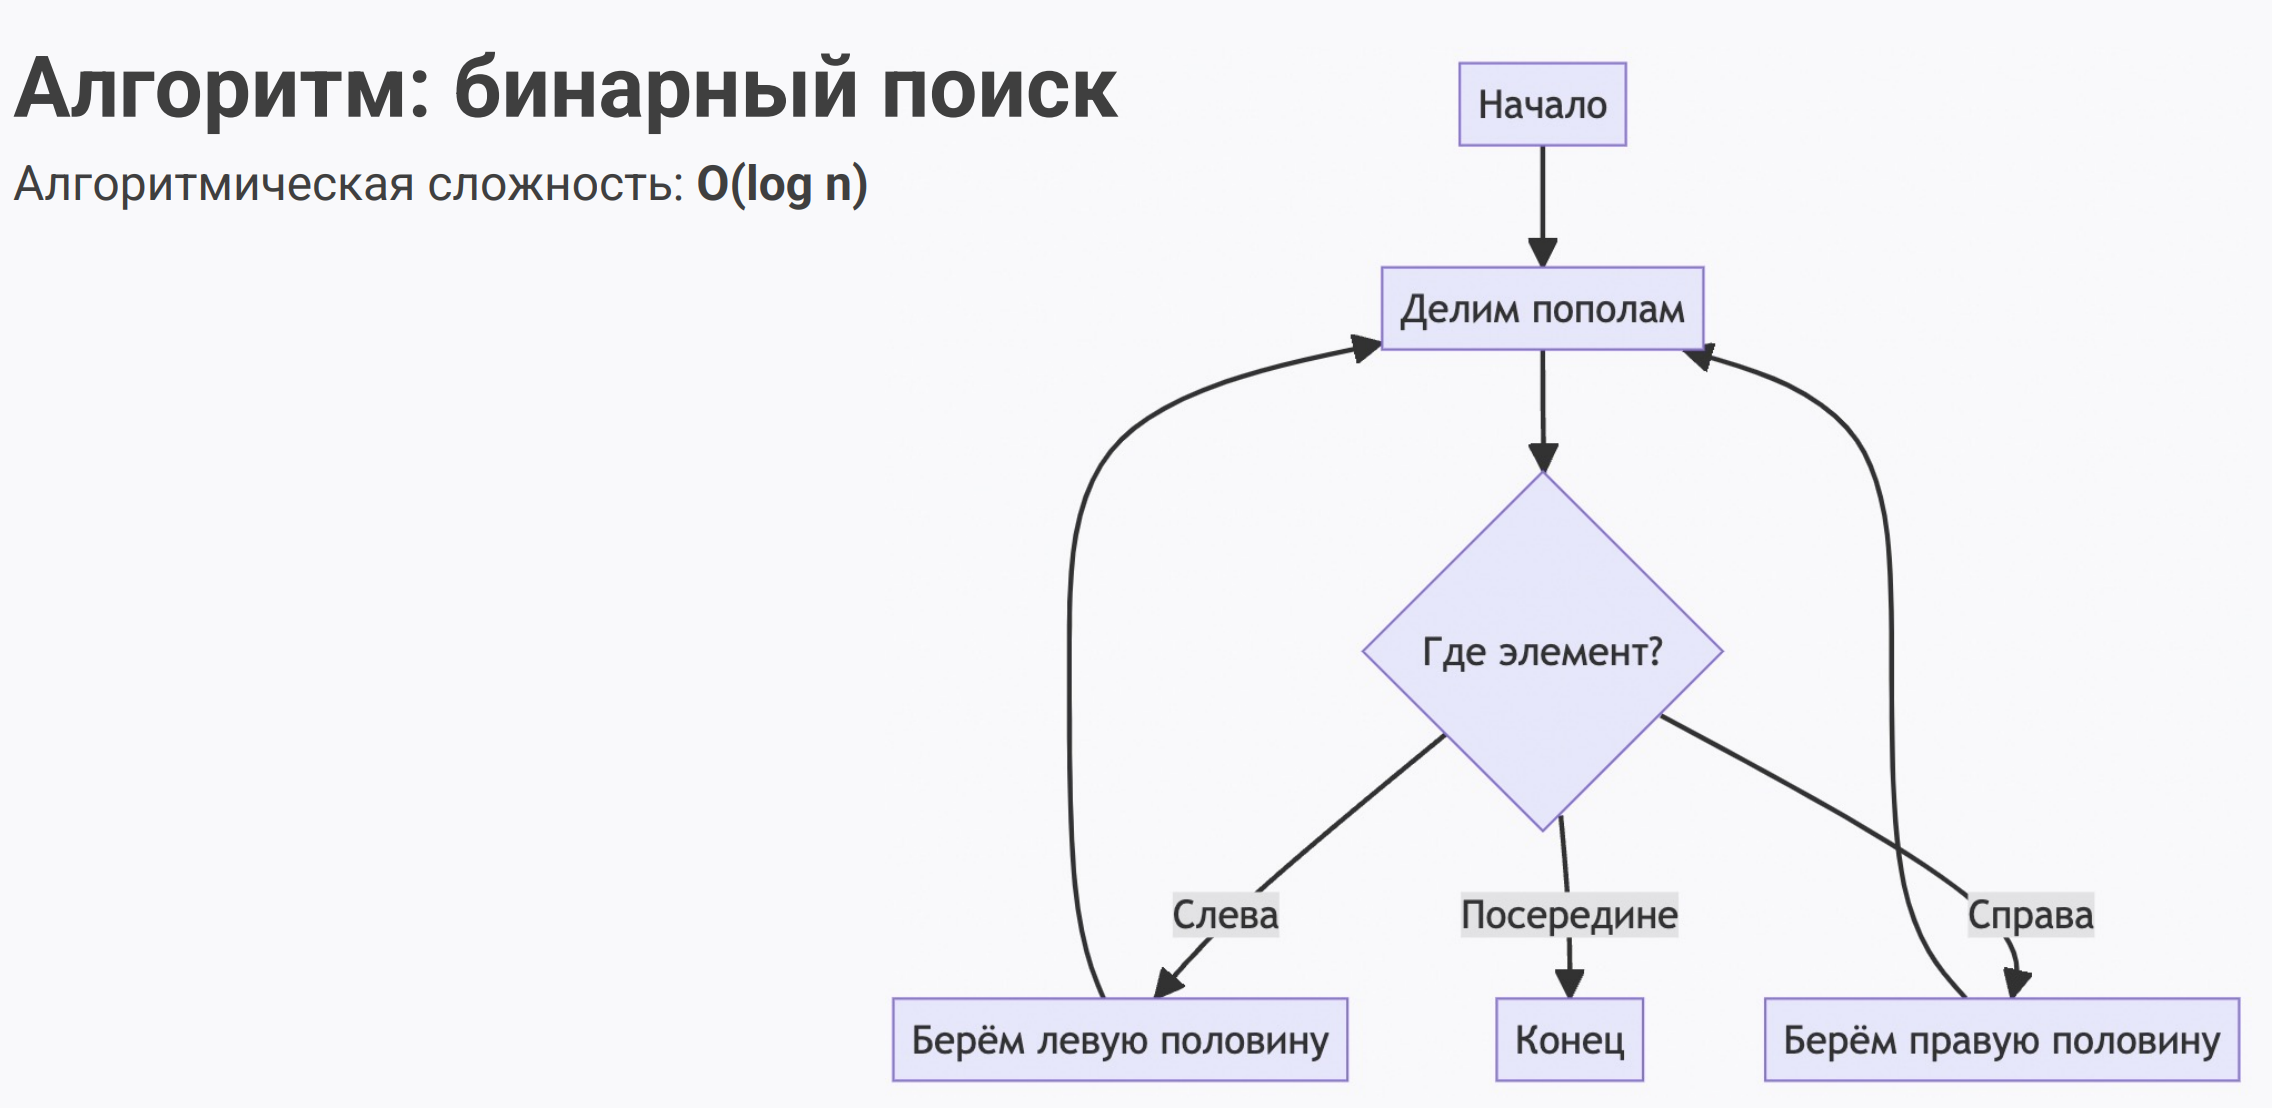 Алгоритм: бинарный поиск
Алгоритмическая сложность: O(log n)
Начало
Делим пополам
Где элемент?
Слева
Посередине
Справа
Берём левую половину
Конец
Берём правую половину